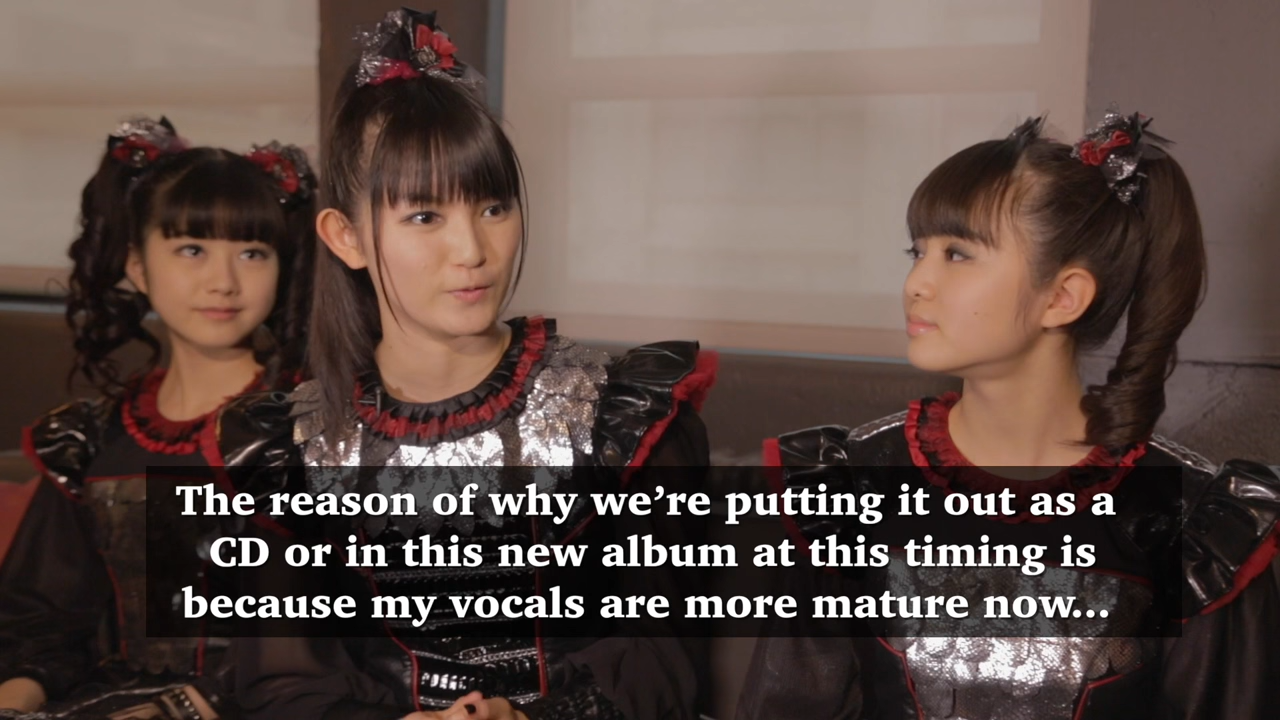 The reason of why we’re putting it out as a
CD or in this new album at this timing is
because my vocals are more mature now...